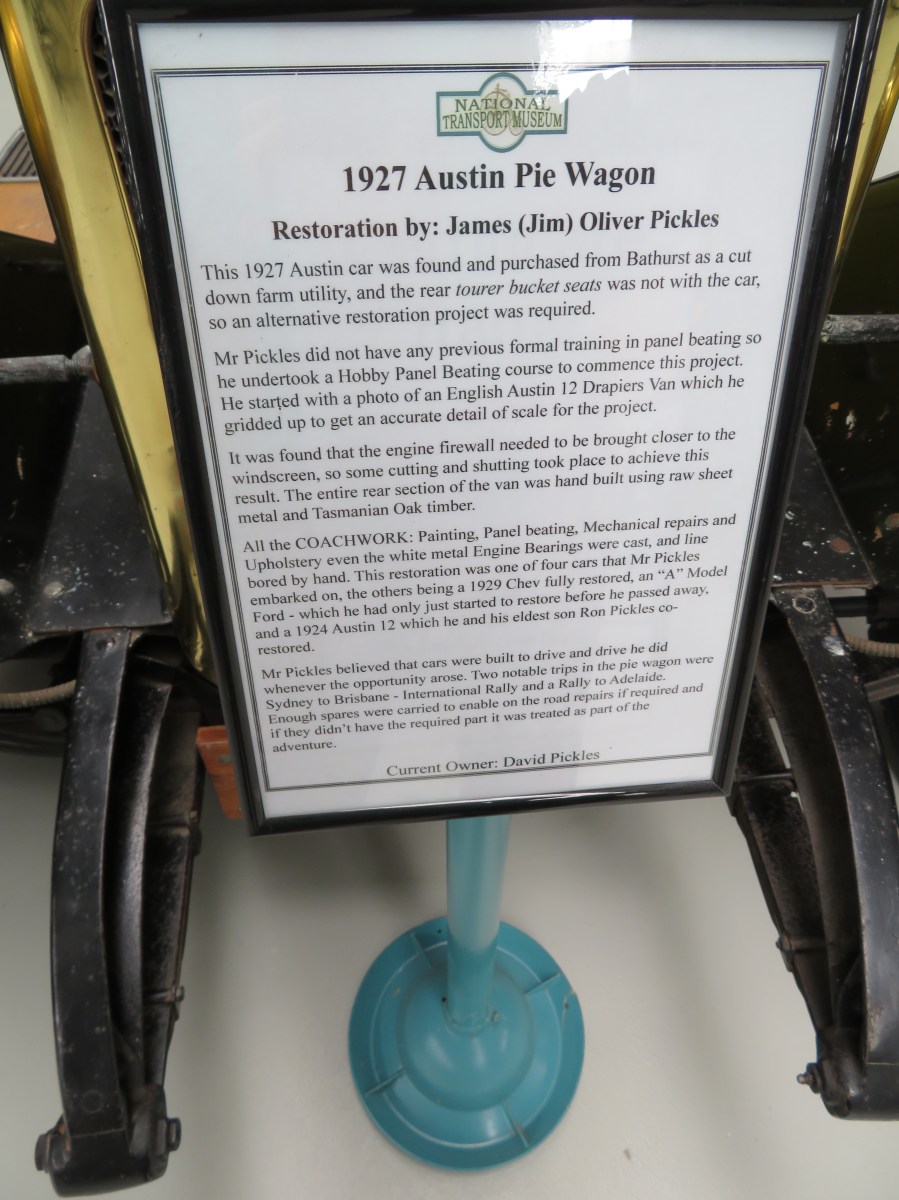 NATIONAL
TRANSPORT MUSEUM
1927 Austin Pie Wagon
Restoration by: James (Jim) Oliver Pickles
This 1927 Austin car was found and purchased from Bathurst as a cut
down farm utility, and the rear tourer bucket seats was not with the car,
so an alternative restoration project was required.
Mr Pickles did not have any previous formal training in panel beating so
he undertook a Hobby Panel Beating course to commence this project.
He started with a photo of an English Austin 12 Drapiers Van which he
gridded up to get an accurate detail of scale for the project.
It was found that the engine firewall needed to be brought closer to the
windscreen, so some cutting and shutting took place to achieve this
result. The entire rear section of the van was hand built using raw sheet
metal and Tasmanian Oak timber.
All the COACHWORK: Painting, Panel beating, Mechanical repairs and
Upholstery even the white metal Engine Bearings were cast, and line
bored by hand. This restoration was one of four cars that Mr Pickles
embarked on, the others being a 1929 Chev fully restored, an “A” Model
Ford - which he had only just started to restore before he passed away,
and a 1924 Austin 12 which he and his eldest son Ron Pickles co-
restored.
Mr Pickles believed that cars were built to drive and drive he did
whenever the opportunity arose. Two notable trips in the pie wagon were
Sydney to Brisbane - International Rally and a Rally to Adelaide.
Enough spares were carried to enable on the road repairs if required and
if they didn’t have the required part it was treated as part of the
adventure.
Current Owner: David Pickles